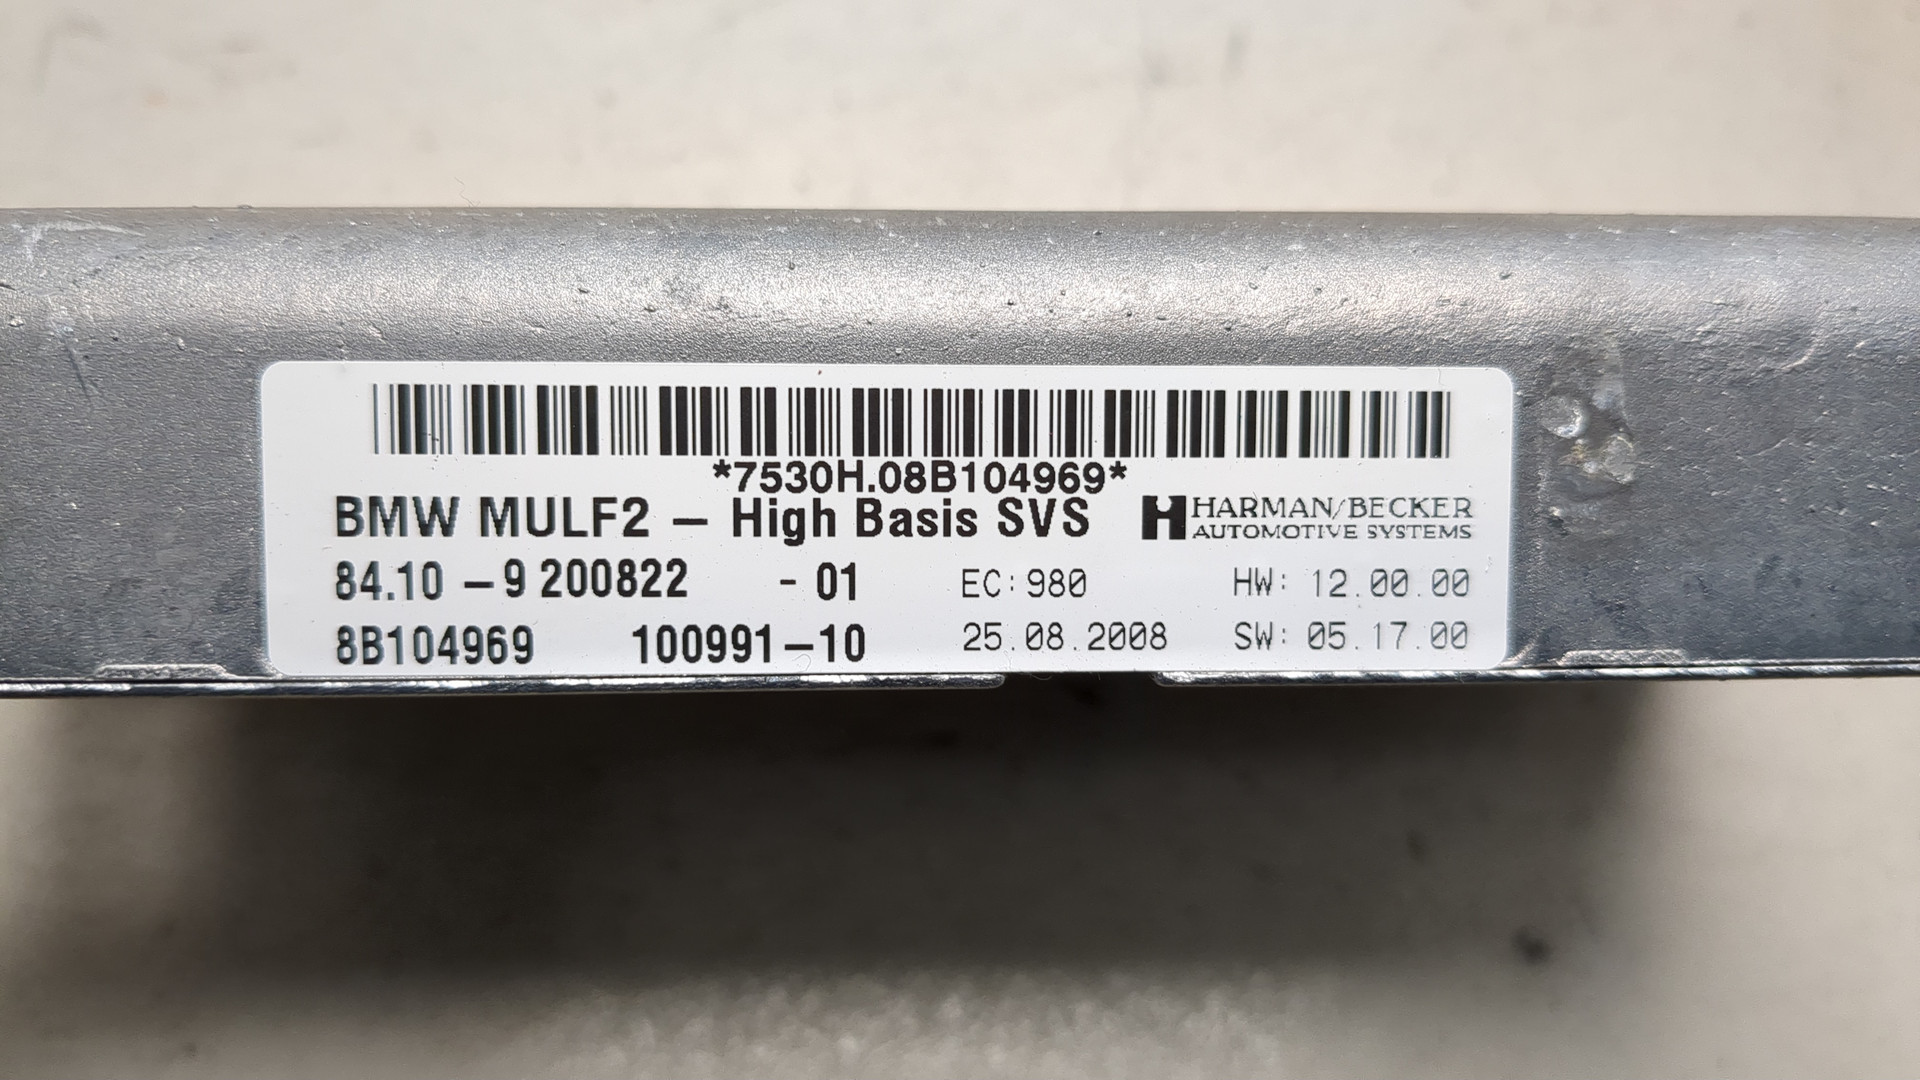 *7530H.08B104969*
BMW MULF2 – High Basis SVS
HARMAN/BECKER
AUTOMOTIVE SYSTEMS
84.10 – 9 200822 - 01 EC: 980 HW: 12.00.00
8B104969 100991–10 25.08.2008 SW: 05.17.00